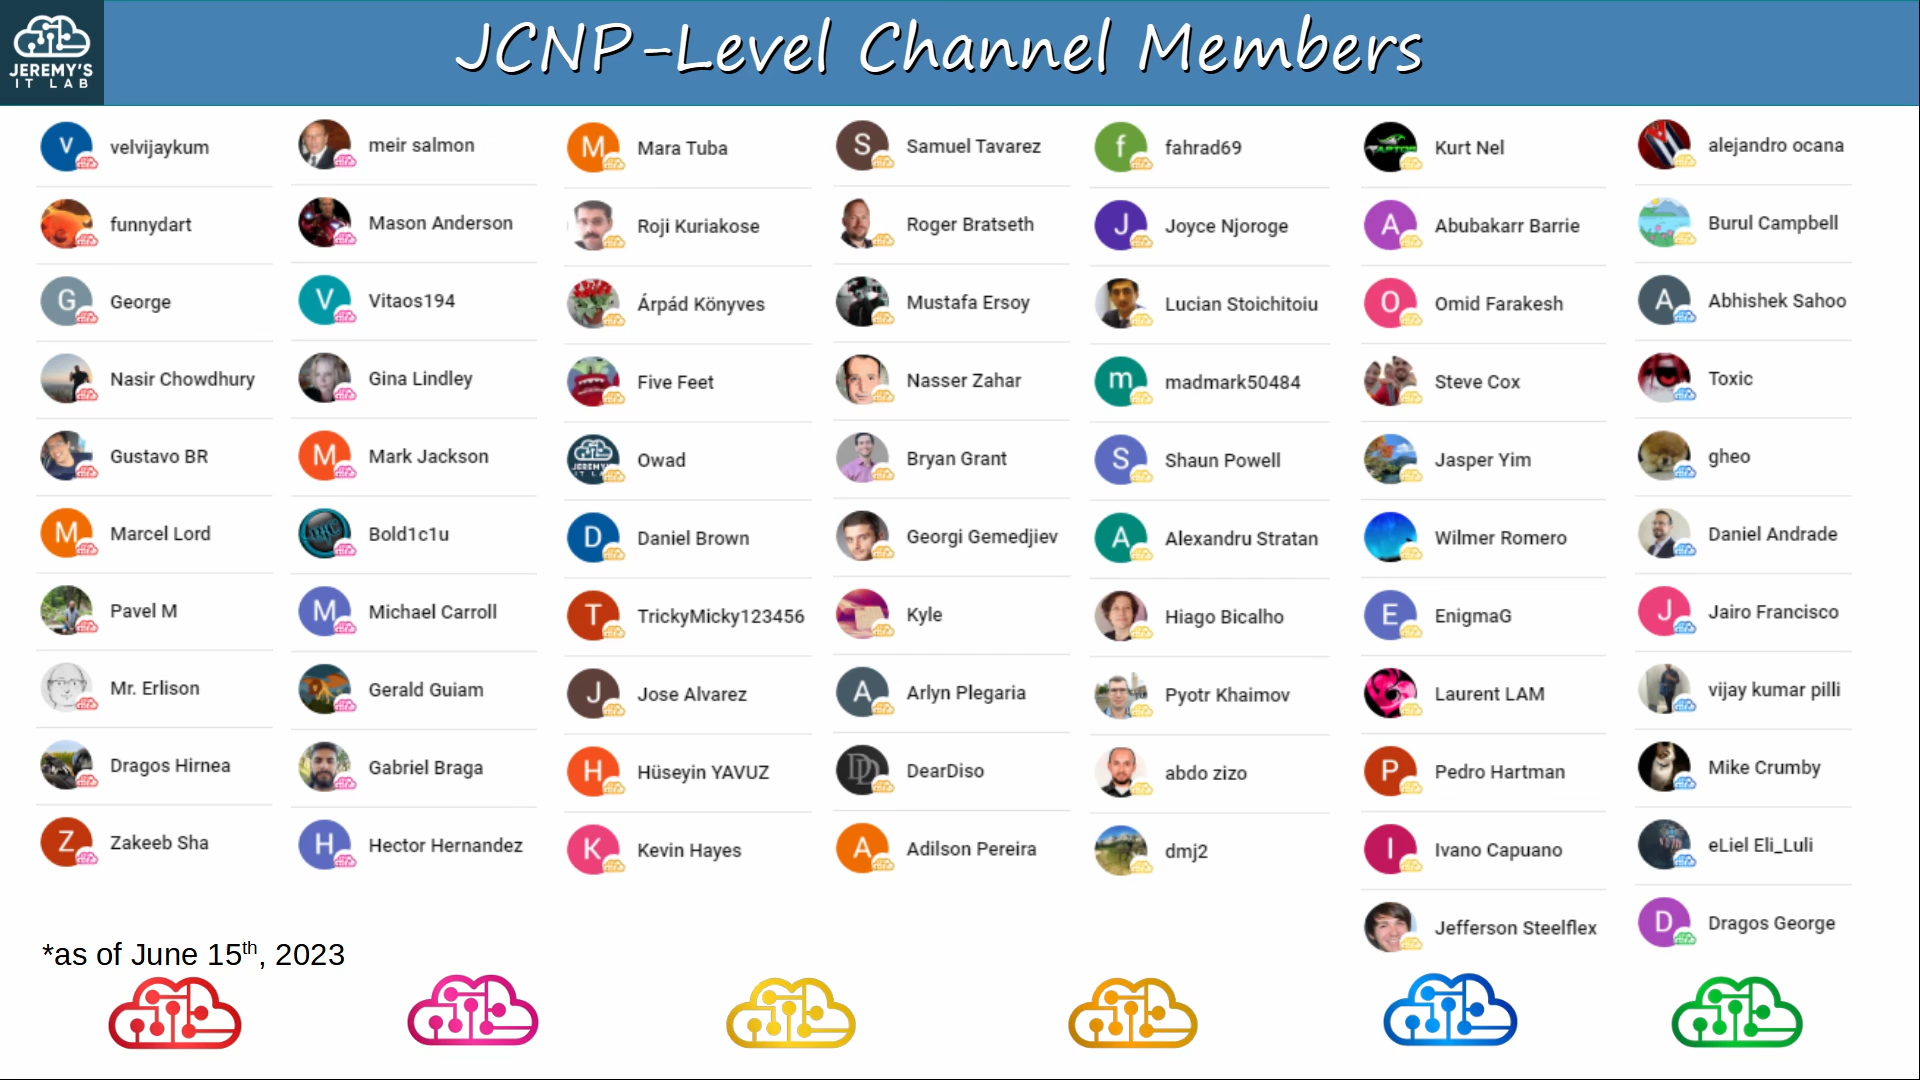 JCNP-Level Channel Members
JEREMY'S
IT LAB
V velvijaykum
funnydart
G George
Nasir Chowdhury
Gustavo BR
M Marcel Lord
Pavel M
Mr. Erlison
Dragos Hirnea
Z Zakeeb Sha
meir salmon
Mason Anderson
V Vitaos194
Gina Lindley
M Mark Jackson
Bold1c1u
M Michael Carroll
Gerald Guiam
Gabriel Braga
H Hector Hernandez
M Mara Tuba
Roji Kuriakose
Árpád Könyves
Five Feet
Owad
D Daniel Brown
T TrickyMicky123456
J Jose Alvarez
H Hüseyin YAVUZ
K Kevin Hayes
S Samuel Tavarez
Roger Bratseth
Mustafa Ersoy
Nasser Zahar
Bryan Grant
Georgi Gemedjiev
Kyle
A Arlyn Plegaria
DD DearDiso
A Adilson Pereira
f fahrad69
J Joyce Njoroge
Lucian Stoichitoiu
m madmark50484
S Shaun Powell
A Alexandru Stratan
Hiago Bicalho
Pyotr Khaimov
abdo zizo
dmj2
Kurt Nel
A Abubakarr Barrie
O Omid Farakesh
Steve Cox
Jasper Yim
Wilmer Romero
E EnigmaG
Laurent LAM
P Pedro Hartman
I Ivano Capuano
Jefferson Steelflex
alejandro ocana
Burul Campbell
A Abhishek Sahoo
Toxic
gheo
Daniel Andrade
J Jairo Francisco
vijay kumar pilli
Mike Crumby
eLiel Eli_Luli
D Dragos George
*as of June 15th, 2023